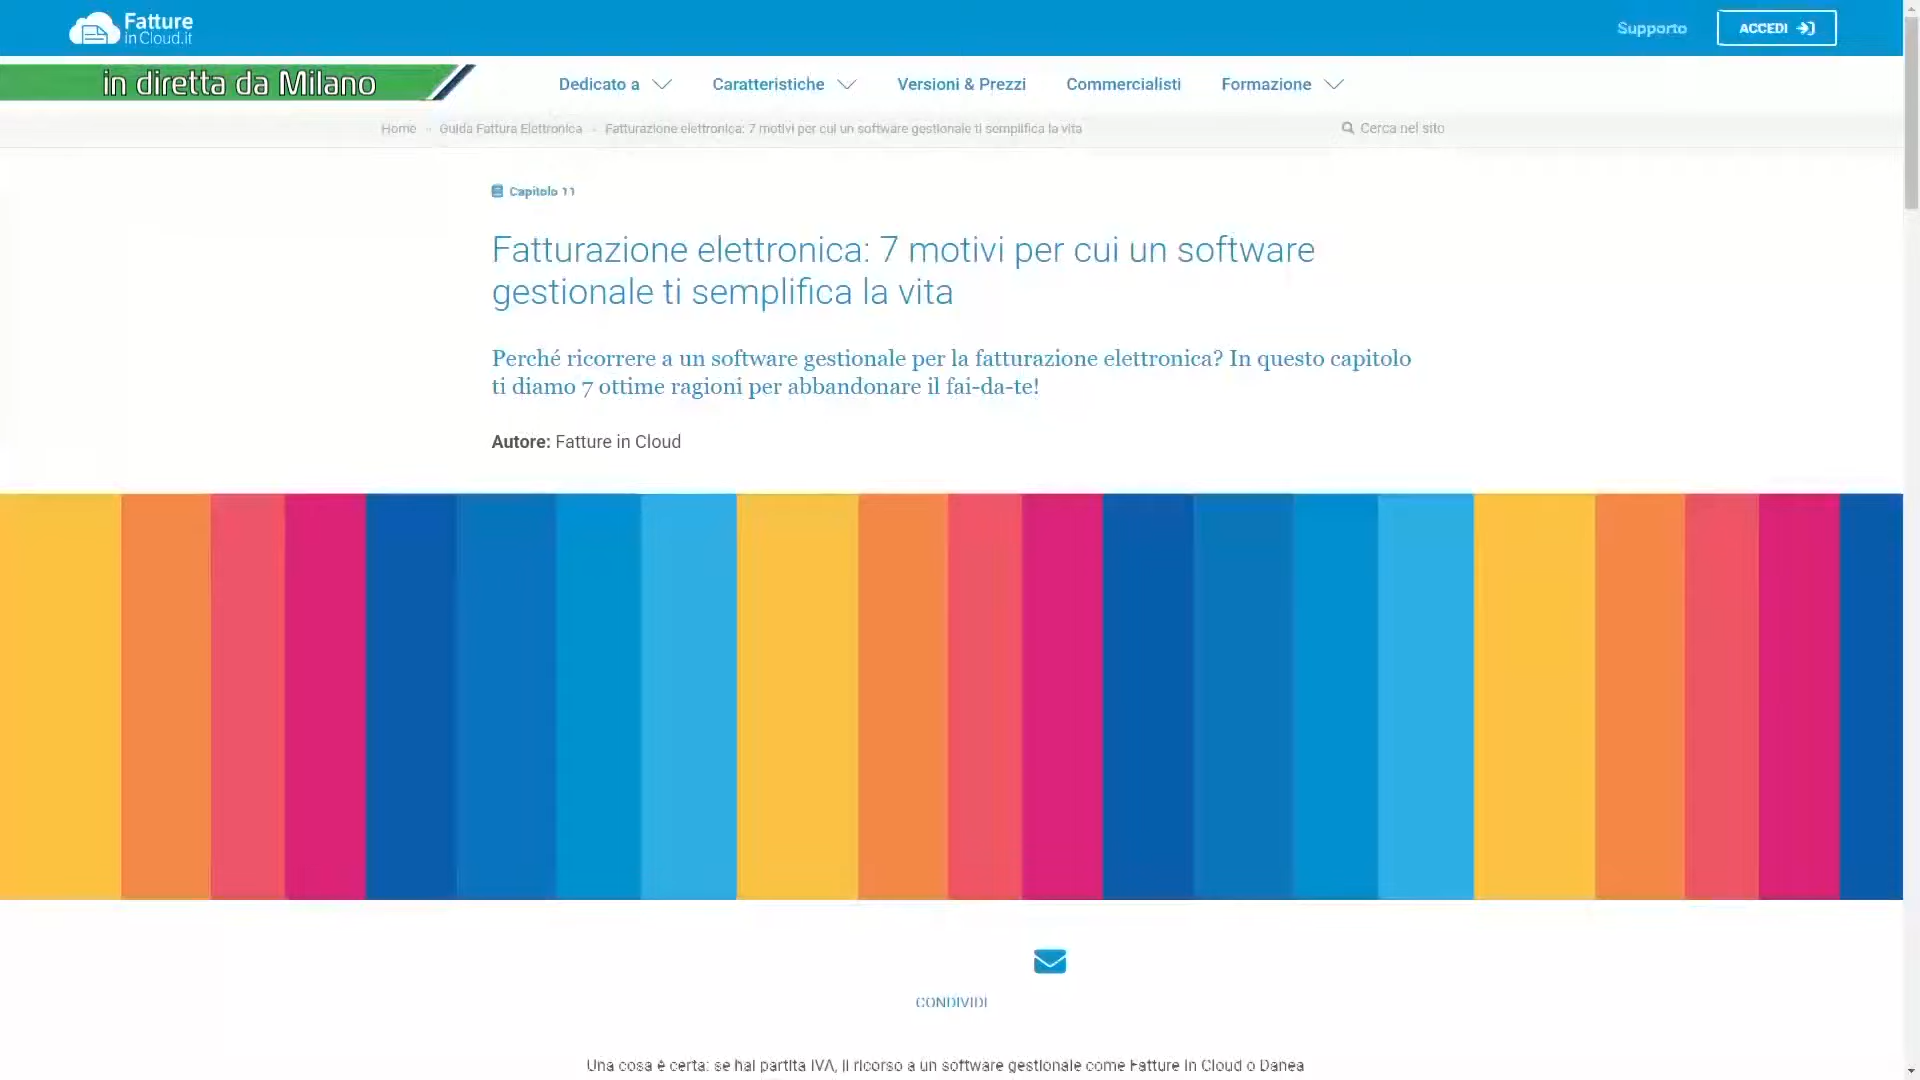 Fatture
in Cloud.it
Supporto
ACCEDI
in diretta da Milano
Dedicato a
Caratteristiche
Versioni & Prezzi
Commercialisti
Formazione
Home » Guida Fattura Elettronica » Fatturazione elettronica: 7 motivi per cui un software gestionale ti semplifica la vita
Cerca nel sito
Capitolo 11
Fatturazione elettronica: 7 motivi per cui un software
gestionale ti semplifica la vita
Perché ricorrere a un software gestionale per la fatturazione elettronica? In questo capitolo
ti diamo 7 ottime ragioni per abbandonare il fai-da-te!
Autore: Fatture in Cloud
CONDIVIDI
Una cosa è certa: se hai partita IVA, il ricorso a un software gestionale come Fatture in Cloud o Danea